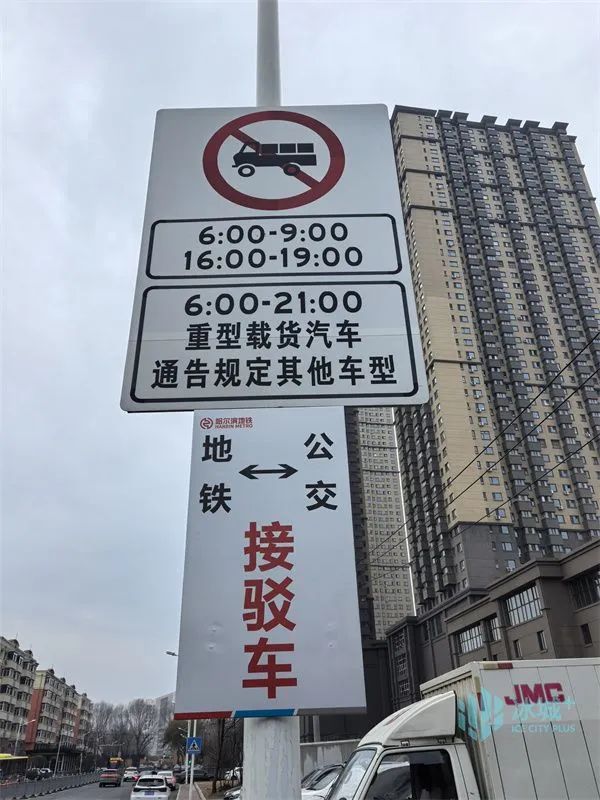 6:00-9:00
16:00-19:00
6:00-21:00
重型载货汽车
通告规定其他车型
哈尔滨地铁
HARBIN METRO
地铁
公交
接驳车
JMC
冰城+
ICE CITY PLUS